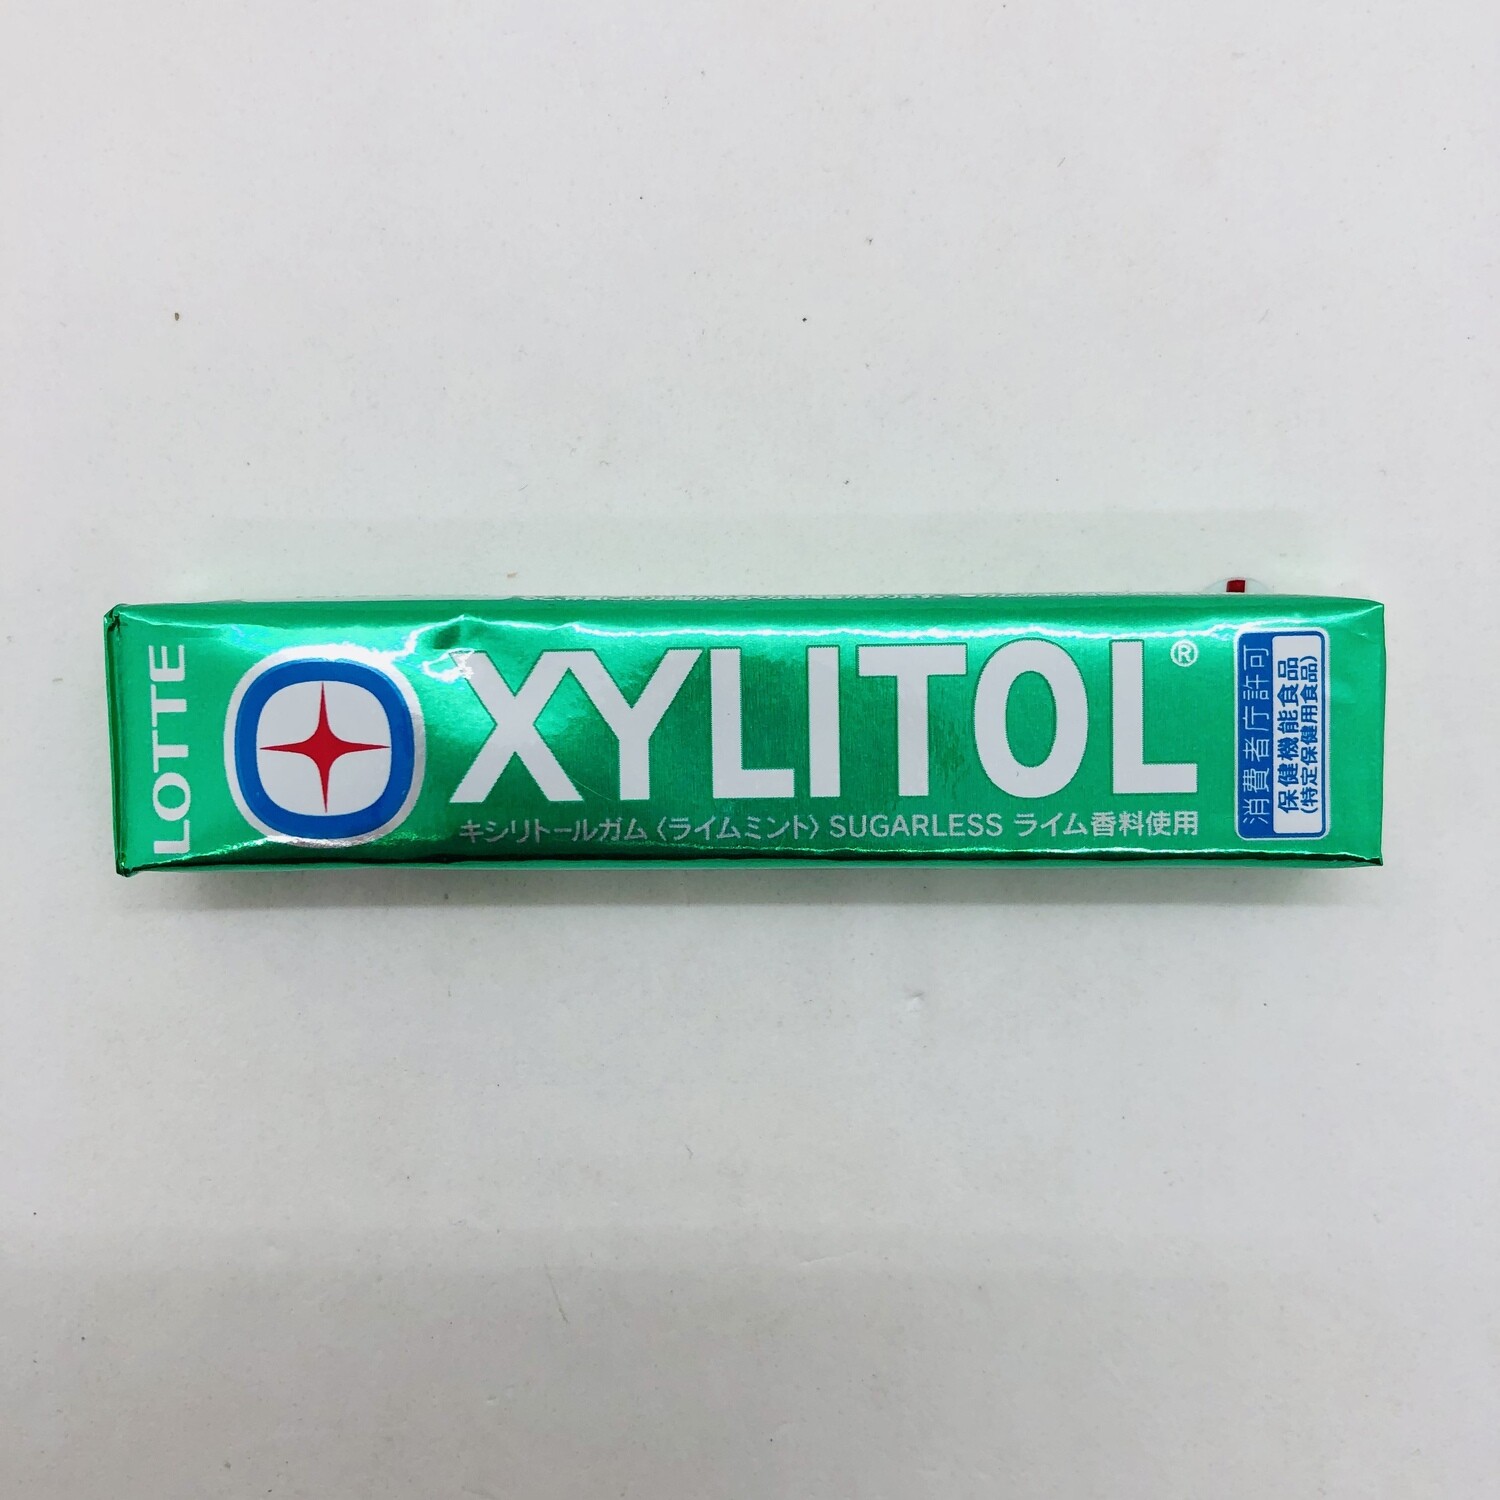 LOTTE
XYLITOL®
キシリトールガム〈ライムミント〉SUGARLESS ライム香料使用
消費者庁許可
保健機能食品
(特定保健用食品)